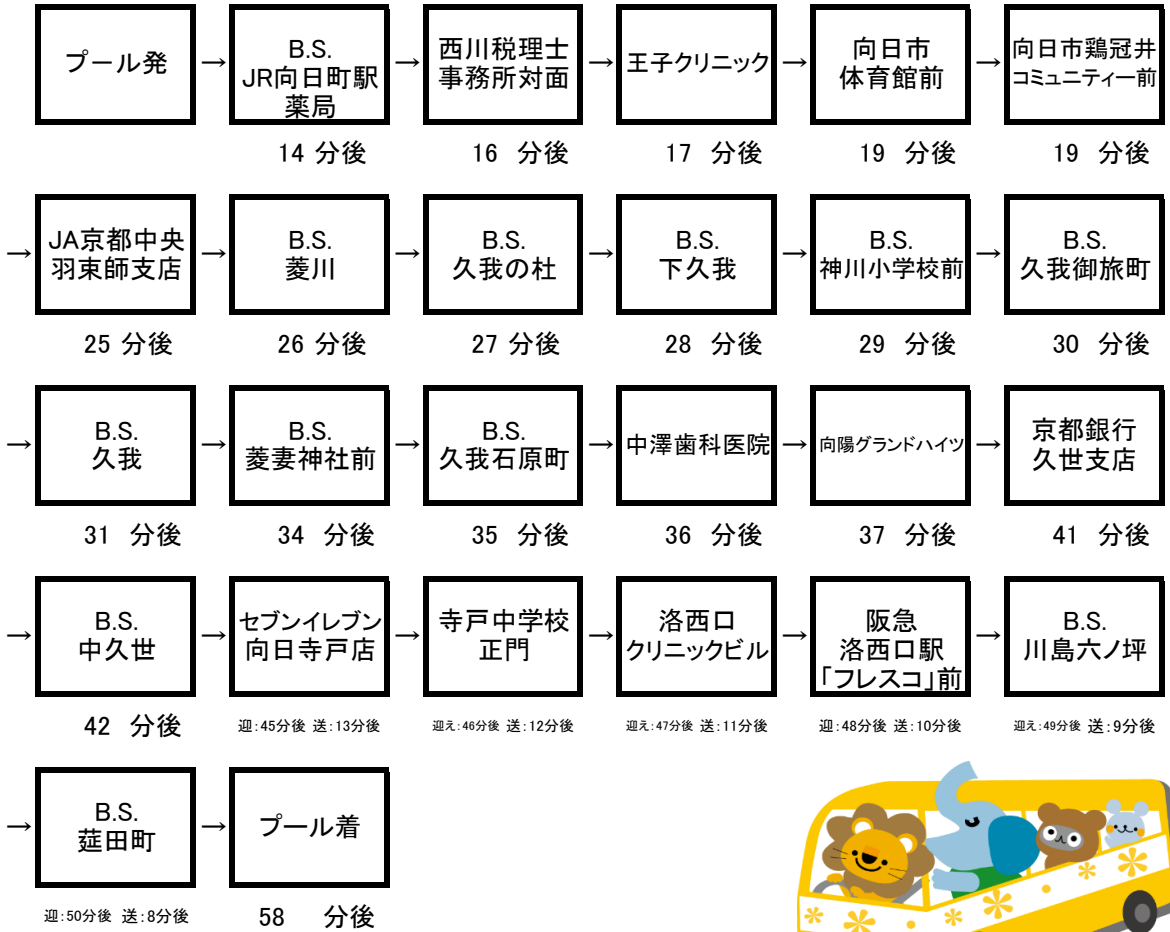 プール発
→
B.S.
JR向日町駅
薬局
→
西川税理士
事務所対面
→
王子クリニック
→
向日市
体育館前
→
向日市鶏冠井
コミュニティー前
14 分後
16 分後
17 分後
19 分後
19 分後
→
JA京都中央
羽束師支店
→
B.S.
菱川
→
B.S.
久我の杜
→
B.S.
下久我
→
B.S.
神川小学校前
→
B.S.
久我御旅町
25 分後
26 分後
27 分後
28 分後
29 分後
30 分後
→
B.S.
久我
→
B.S.
菱妻神社前
→
B.S.
久我石原町
→
中澤歯科医院
→
向陽グランドハイツ
→
京都銀行
久世支店
31 分後
34 分後
35 分後
36 分後
37 分後
41 分後
→
B.S.
中久世
→
セブンイレブン
向日寺戸店
→
寺戸中学校
正門
→
洛西口
クリニックビル
→
阪急
洛西口駅
「フレスコ」前
→
B.S.
川島六ノ坪
42 分後
迎:45分後 送:13分後
迎え:46分後 送:12分後
迎え:47分後 送:11分後
迎:48分後 送:10分後
迎え:49分後 送:9分後
→
B.S.
莚田町
→
プール着
迎:50分後 送:8分後
58 分後